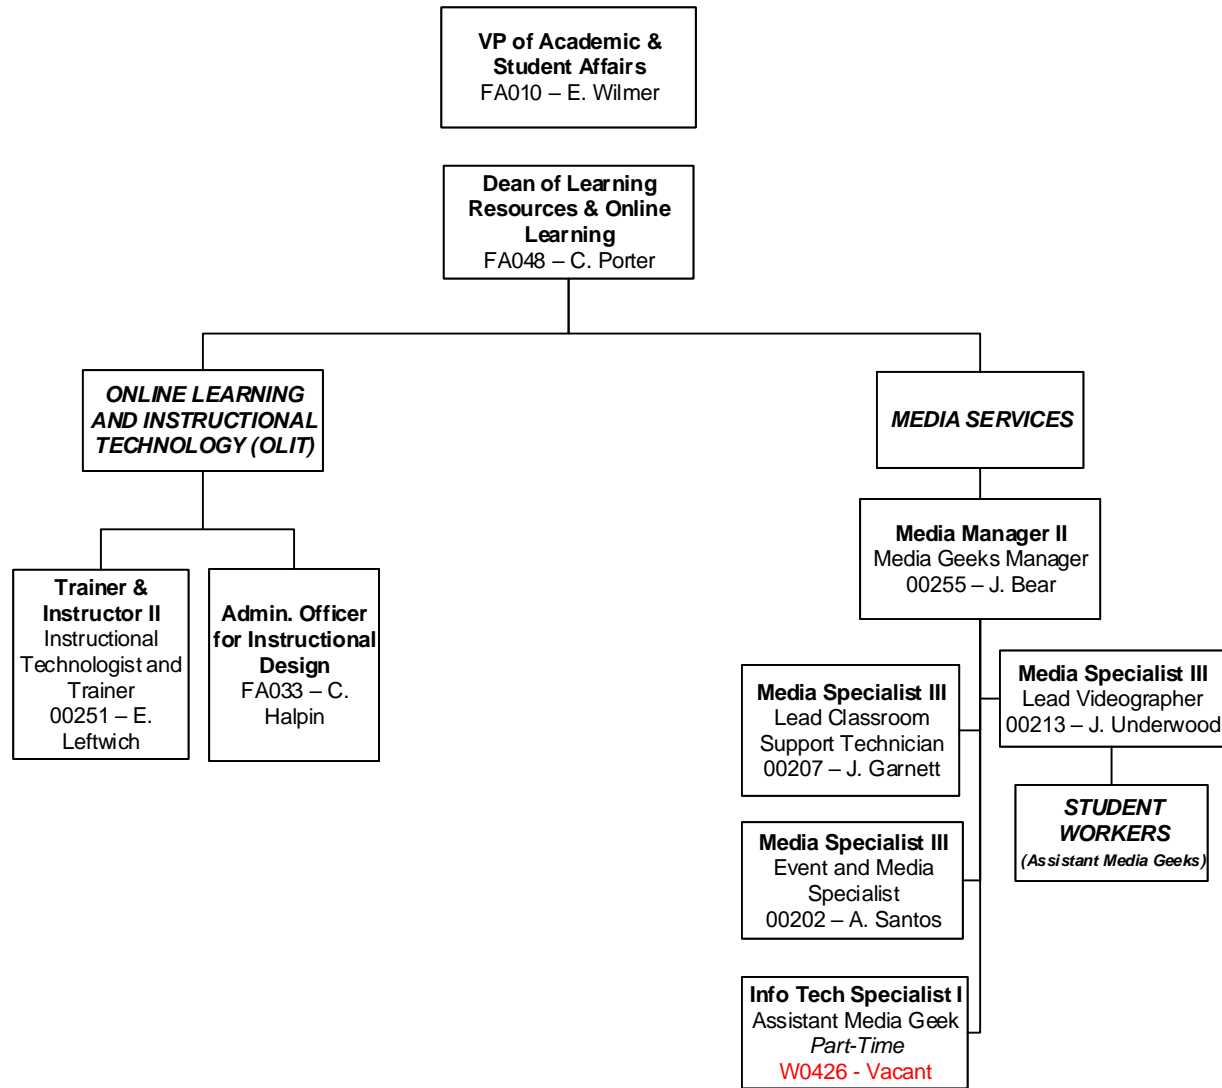 VP of Academic &
Student Affairs
FA010 – E. Wilmer
Dean of Learning
Resources & Online
Learning
FA048 – C. Porter
ONLINE LEARNING
AND INSTRUCTIONAL
TECHNOLOGY (OLIT)
MEDIA SERVICES
Trainer &
Instructor II
Instructional
Technologist and
Trainer
00251 – E.
Leftwich
Admin. Officer
for Instructional
Design
FA033 – C.
Halpin
Media Manager II
Media Geeks Manager
00255 – J. Bear
Media Specialist III
Lead Classroom
Support Technician
00207 – J. Garnett
Media Specialist III
Lead Videographer
00213 – J. Underwood
STUDENT
WORKERS
(Assistant Media Geeks)
Media Specialist III
Event and Media
Specialist
00202 – A. Santos
Info Tech Specialist I
Assistant Media Geek
Part-Time
W0426 - Vacant